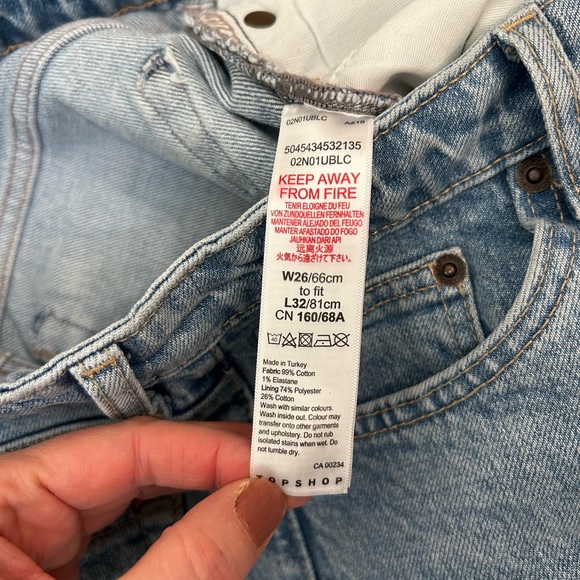 02N01UBLC
5045434532135
02N01UBLC
KEEP AWAY
FROM FIRE
TENIR ELOIGNE DU FEU
VON ZUNDQUELLEN FERNHALTEN
MANTENER ALEJADO DEL FUEGO
MANTER AFASTADO DO FOGO
JAUHKAN DARI API
远离火源
火気から遠ざけて下さい
W26/66cm
to fit
L32/81cm
CN 160/68A
40
Made in Turkey
Fabric 99% Cotton
1% Elastane
Lining 74% Polyester
26% Cotton
Wash with similar colours.
Wash inside out. Colour may
transfer onto other garments
and upholstery. Do not rub
isolated stains when wet. Do
not tumble dry.
CA 00234
TOPSHOP